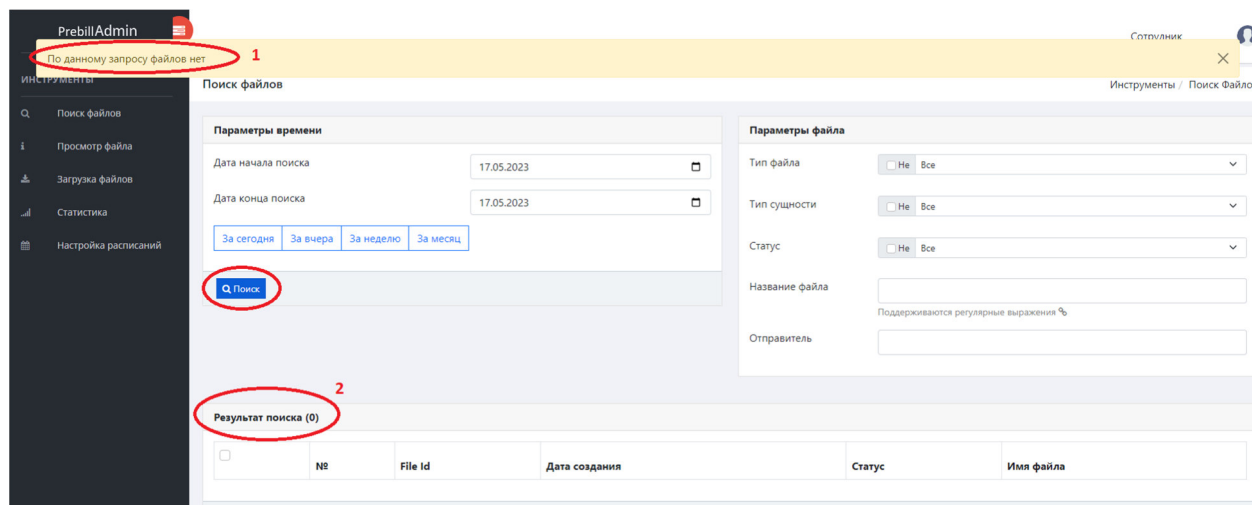 PrebillAdmin
Сотрудник
По данному запросу файлов нет
1
ИНСТРУМЕНТЫ
Поиск файлов
Инструменты / Поиск Файло
Поиск файлов
Просмотр файла
Загрузка файлов
Статистика
Настройка расписаний
Параметры времени
Дата начала поиска
17.05.2023
Дата конца поиска
17.05.2023
За сегодня За вчера За неделю За месяц
Поиск
Параметры файла
Тип файла
Не Все
Тип сущности
Не Все
Статус
Не Все
Название файла
Поддерживаются регулярные выражения
Отправитель
2
Результат поиска (0)
№ File Id Дата создания Статус Имя файла